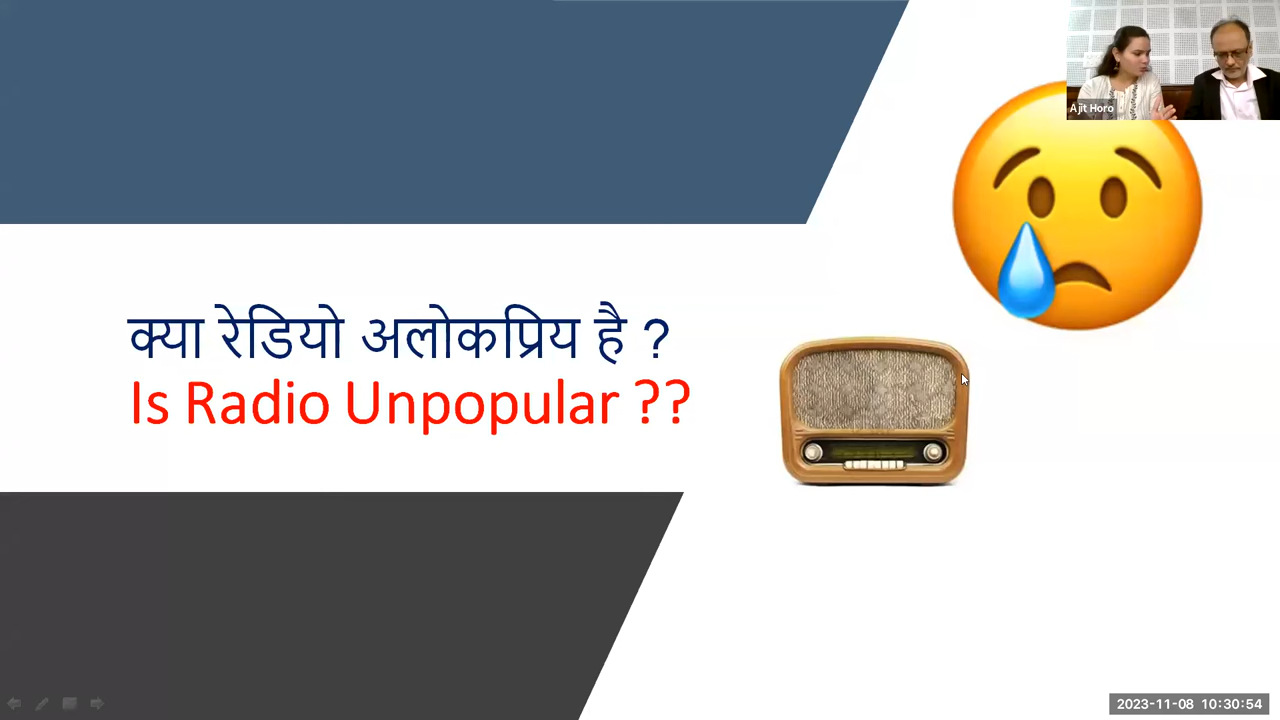 Ajit Horo
क्या रेडियो अलोकप्रिय है ?
Is Radio Unpopular ??
2023-11-08 10:30:54